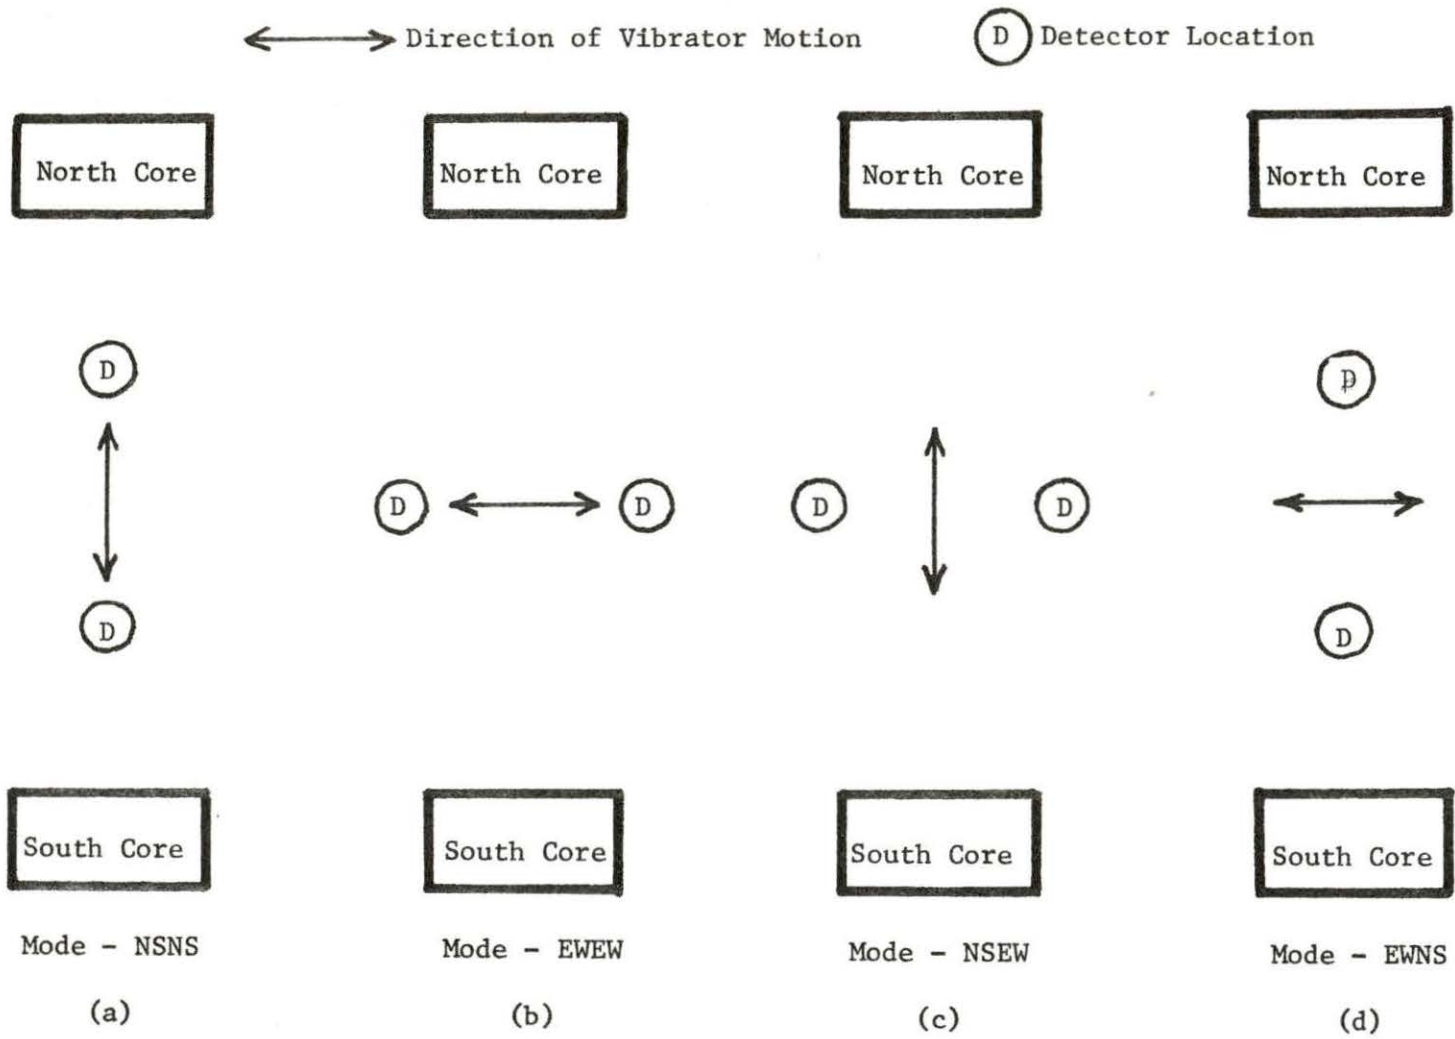 Direction of Vibrator Motion
D Detector Location
North Core North Core North Core North Core
D D
D D D D
D D
South Core South Core South Core South Core
Mode - NSNS Mode - EWEW Mode - NSEW Mode - EWNS
(a) (b) (c) (d)